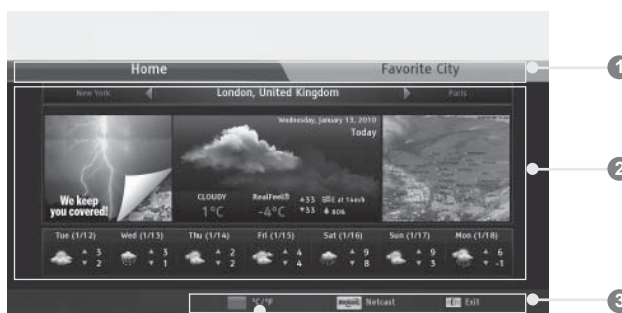 Home Favorite City
1
New York London, United Kingdom Paris
Wednesday, January 13, 2010
Today
We keep
you covered!
CLOUDY RealFeel®
1°C -4°C
80%
2
Tue (1/12) Wed (1/13) Thu (1/14) Fri (1/15) Sat (1/16) Sun (1/17) Mon (1/18)
3 3 2 4 9 9 6
2 1 2 4 8 3 -1
°C/°F Netcast Exit
3